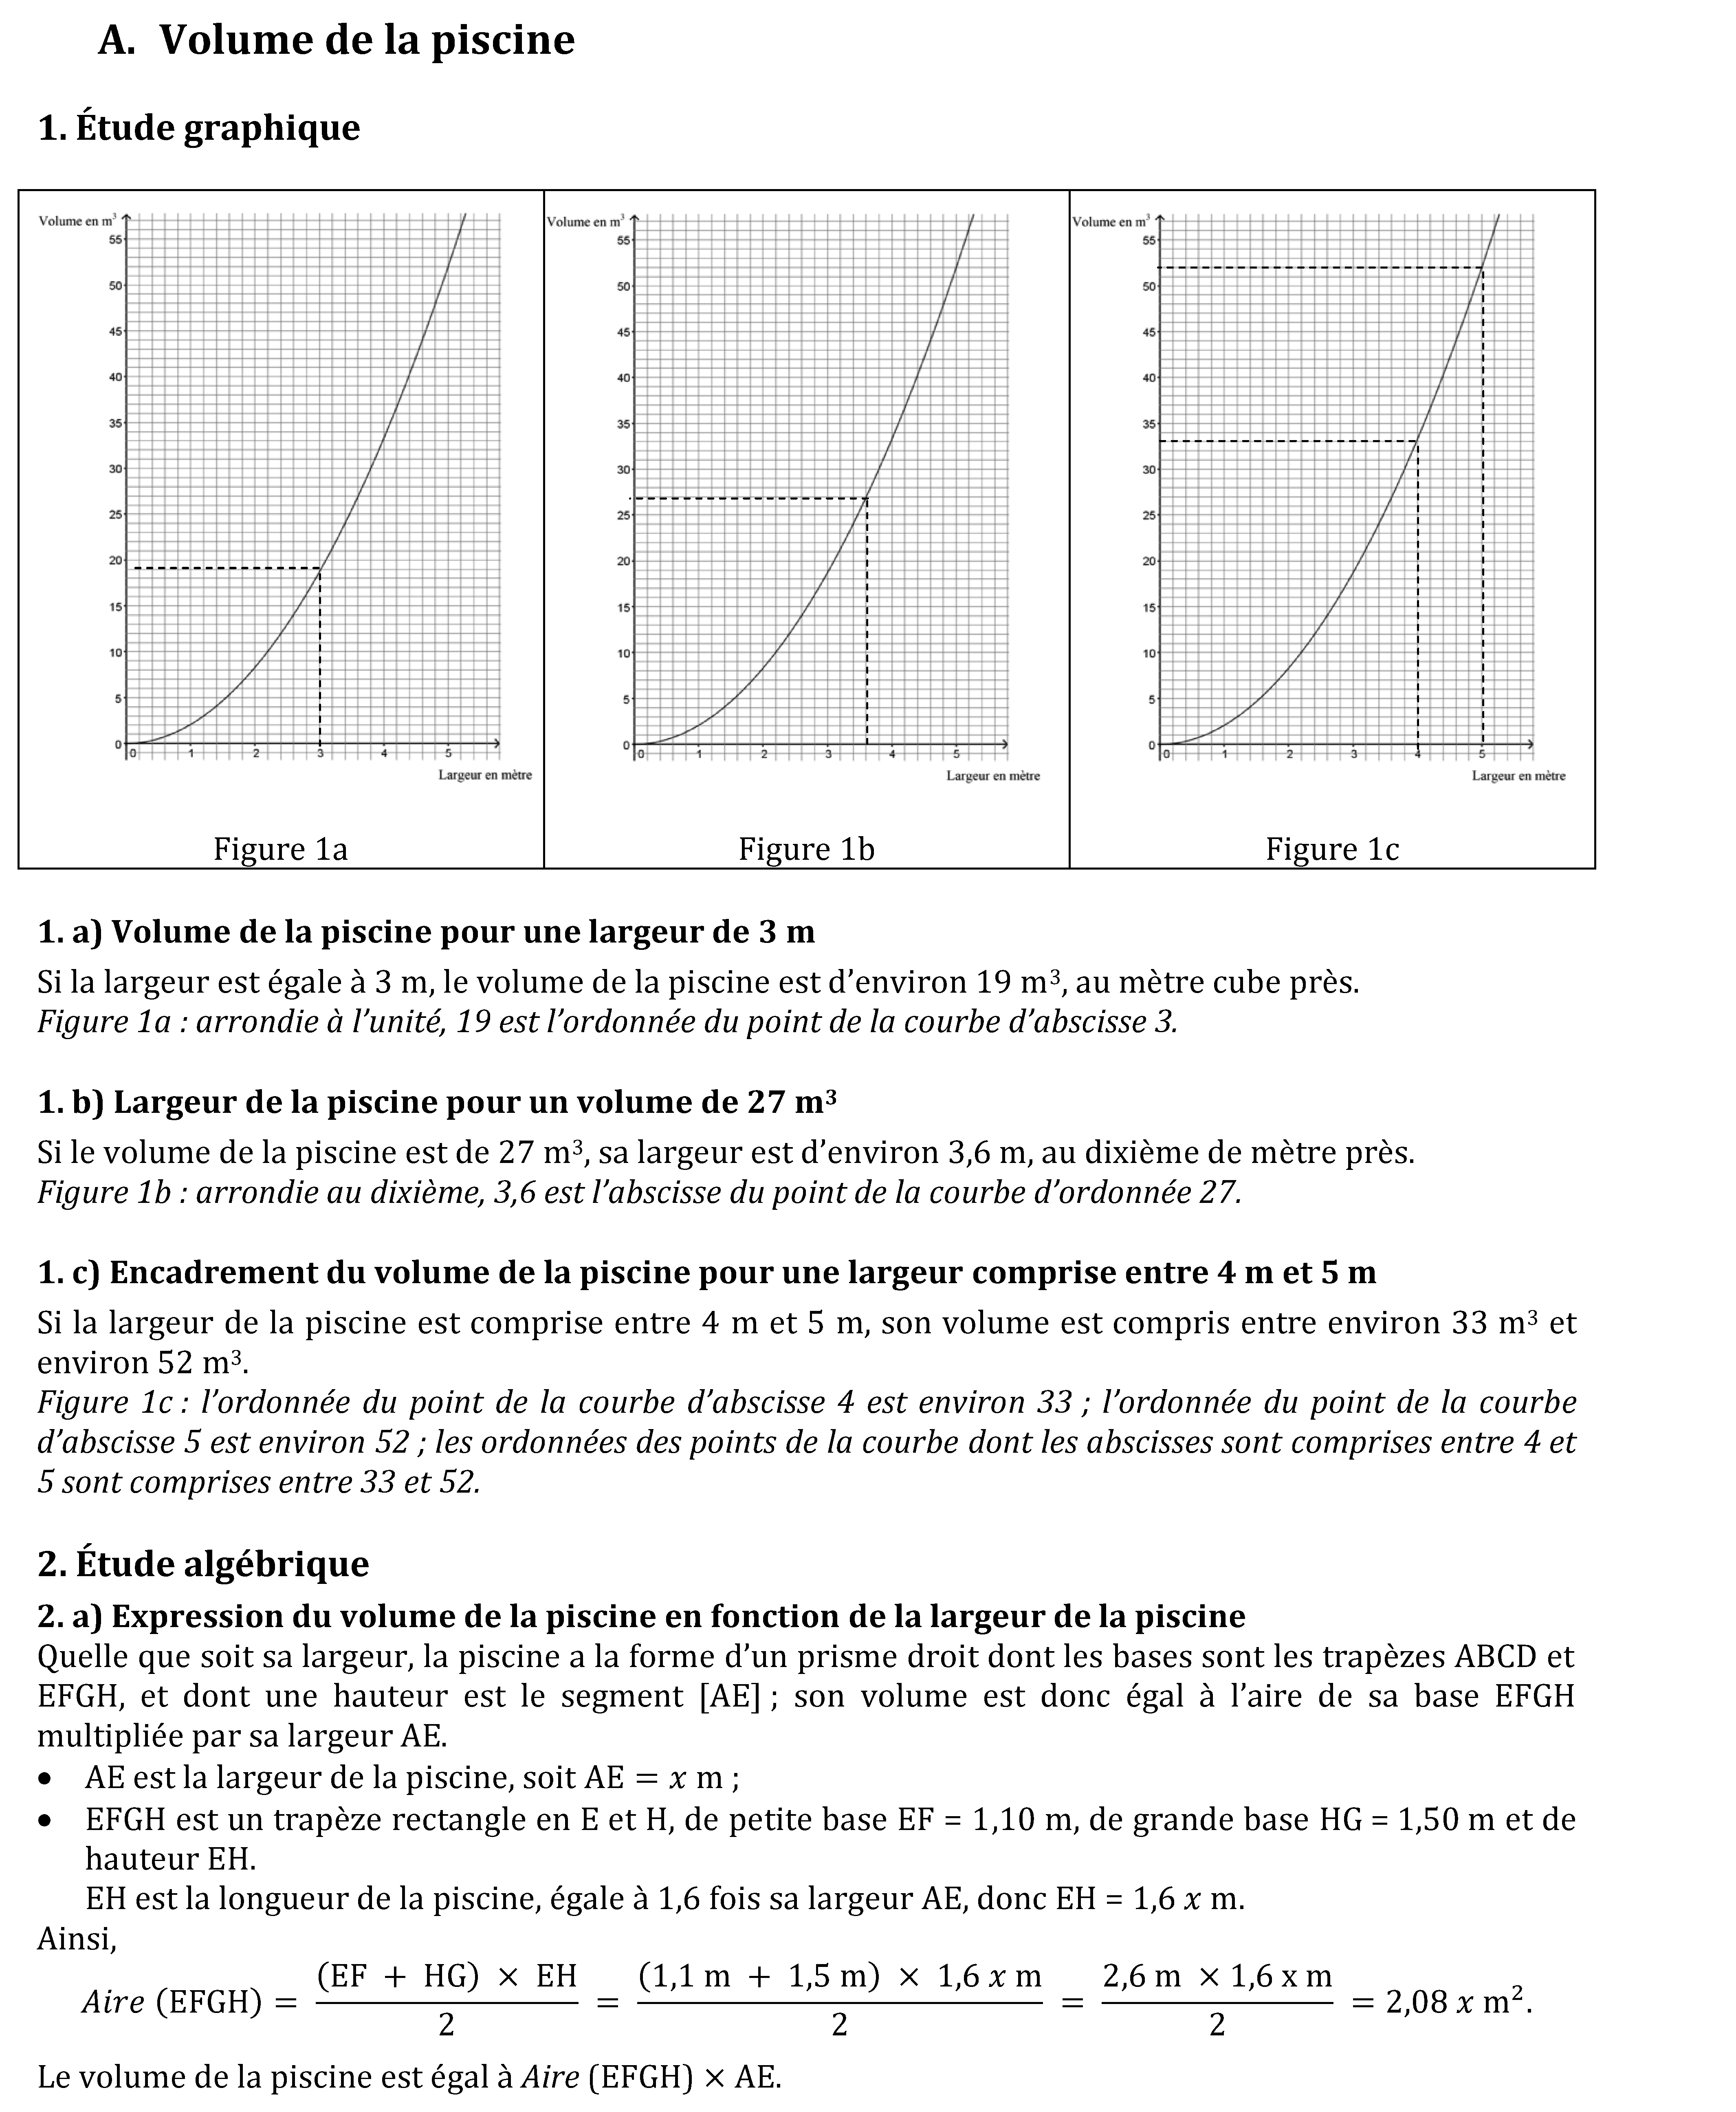 A. Volume de la piscine
1. Étude graphique
Volume en m³
55
50
45
40
35
30
25
20
15
10
5
0
0 1 2 3 4 5
Largeur en mètre
Figure 1a
Volume en m³
55
50
45
40
35
30
25
20
15
10
5
0
0 1 2 3 4 5
Largeur en mètre
Figure 1b
Volume en m³
55
50
45
40
35
30
25
20
15
10
5
0
0 1 2 3 4 5
Largeur en mètre
Figure 1c
1. a) Volume de la piscine pour une largeur de 3 m
Si la largeur est égale à 3 m, le volume de la piscine est d’environ 19 m³, au mètre cube près.
Figure 1a : arrondie à l’unité, 19 est l’ordonnée du point de la courbe d’abscisse 3.
1. b) Largeur de la piscine pour un volume de 27 m³
Si le volume de la piscine est de 27 m³, sa largeur est d’environ 3,6 m, au dixième de mètre près.
Figure 1b : arrondie au dixième, 3,6 est l’abscisse du point de la courbe d’ordonnée 27.
1. c) Encadrement du volume de la piscine pour une largeur comprise entre 4 m et 5 m
Si la largeur de la piscine est comprise entre 4 m et 5 m, son volume est compris entre environ 33 m³ et
environ 52 m³.
Figure 1c : l’ordonnée du point de la courbe d’abscisse 4 est environ 33 ; l’ordonnée du point de la courbe
d’abscisse 5 est environ 52 ; les ordonnées des points de la courbe dont les abscisses sont comprises entre 4 et
5 sont comprises entre 33 et 52.
2. Étude algébrique
2. a) Expression du volume de la piscine en fonction de la largeur de la piscine
Quelle que soit sa largeur, la piscine a la forme d’un prisme droit dont les bases sont les trapèzes ABCD et
EFGH, et dont une hauteur est le segment [AE] ; son volume est donc égal à l’aire de sa base EFGH
multipliée par sa largeur AE.
• AE est la largeur de la piscine, soit AE = x m ;
• EFGH est un trapèze rectangle en E et H, de petite base EF = 1,10 m, de grande base HG = 1,50 m et de
hauteur EH.
EH est la longueur de la piscine, égale à 1,6 fois sa largeur AE, donc EH = 1,6 x m.
Ainsi,
Aire (EFGH) = (EF + HG) × EH / 2 = (1,1 m + 1,5 m) × 1,6 x m / 2 = 2,6 m × 1,6 x m / 2 = 2,08 x m².
Le volume de la piscine est égal à Aire (EFGH) × AE.